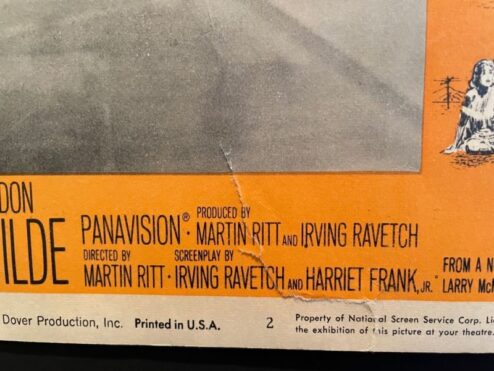 DON
ILDE
PANAVISION® · PRODUCED BY MARTIN RITT AND IRVING RAVETCH
DIRECTED BY MARTIN RITT · SCREENPLAY BY IRVING RAVETCH AND HARRIET FRANK, JR.
FROM A N
LARRY McM
Dover Production, Inc. Printed in U.S.A. 2 Property of National Screen Service Corp. Lic
the exhibition of this picture at your theatre.